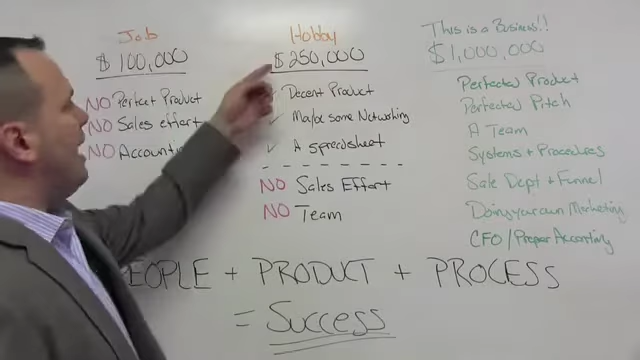 Job
$ 100,000
NO Perfect Product
NO Sales effort
NO Accounting
Hobby
$ 250,000
✓ Decent Product
✓ Maybe some Networking
✓ A spreadsheet
NO Sales Effort
NO Team
This is a Business!!
$ 1,000,000
Perfected Product
Perfected Pitch
A Team
Systems + Procedures
Sale Dept + Funnel
Doing your own Marketing
CFO/Proper Accounting
PEOPLE + PRODUCT + PROCESS
= Success